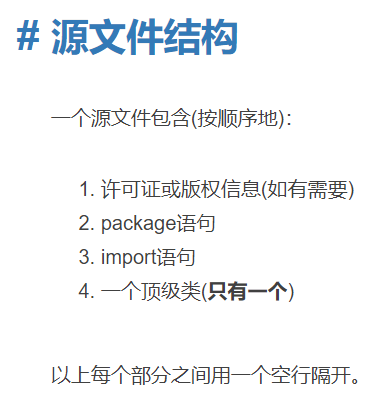 # 源文件结构
一个源文件包含(按顺序地)：
1. 许可证或版权信息(如有需要)
2. package语句
3. import语句
4. 一个顶级类(只有一个)
以上每个部分之间用一个空行隔开。